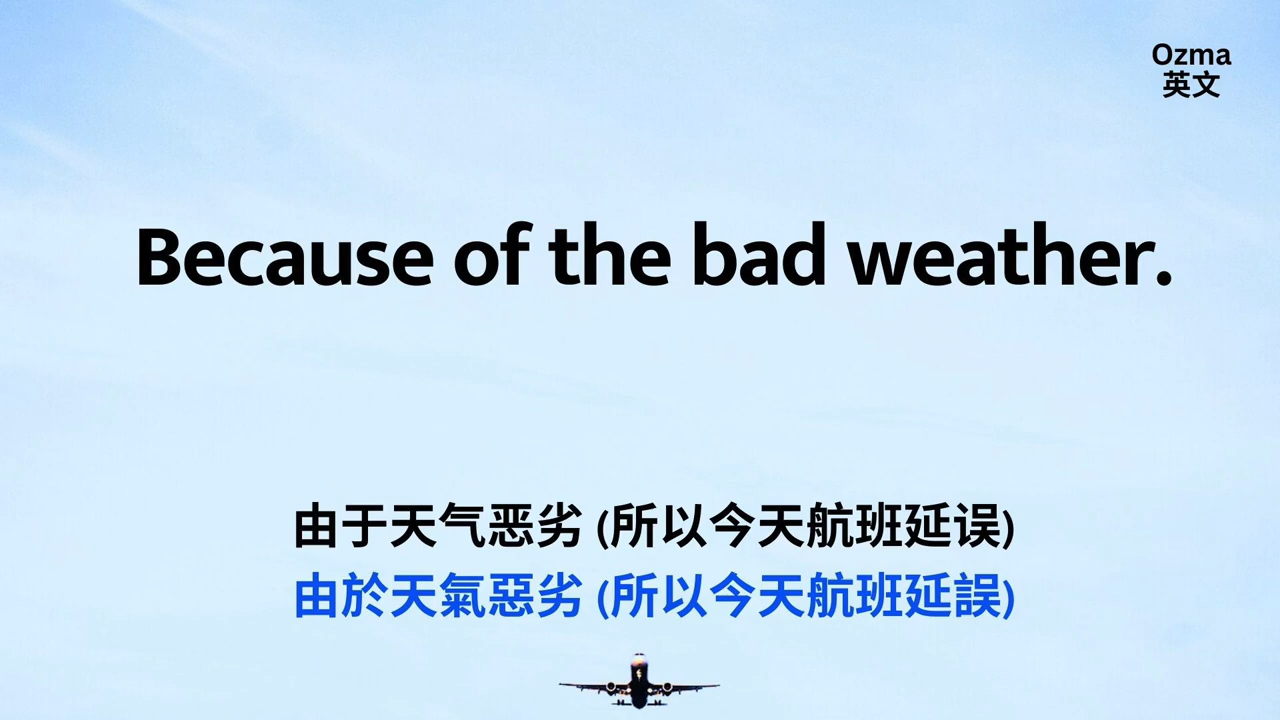 Ozma
英文
Because of the bad weather.
由于天气恶劣 (所以今天航班延误)
由於天氣惡劣 (所以今天航班延誤)